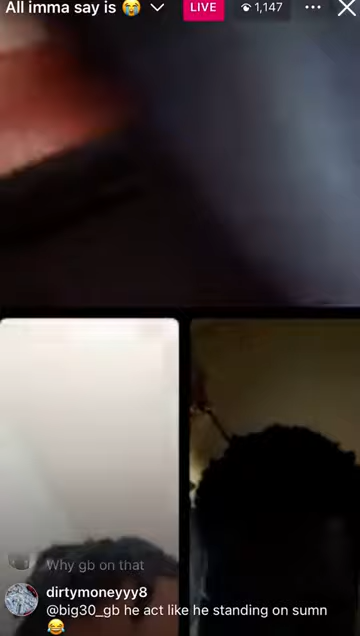 All imma say is 😭
LIVE
1,147
Why gb on that
dirtymoneyyy8
@big30_gb he act like he standing on sumn
😂